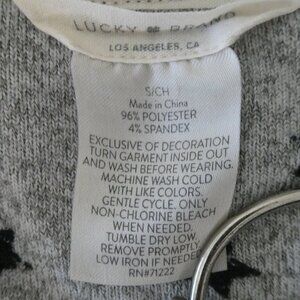 LUCKY BRAND
LOS ANGELES, CA
S/CH
Made in China
96% POLYESTER
4% SPANDEX
EXCLUSIVE OF DECORATION
TURN GARMENT INSIDE OUT
AND WASH BEFORE WEARING.
MACHINE WASH COLD
WITH LIKE COLORS.
GENTLE CYCLE. ONLY
NON-CHLORINE BLEACH
WHEN NEEDED.
TUMBLE DRY LOW,
REMOVE PROMPTLY,
LOW IRON IF NEEDED.
RN#71222